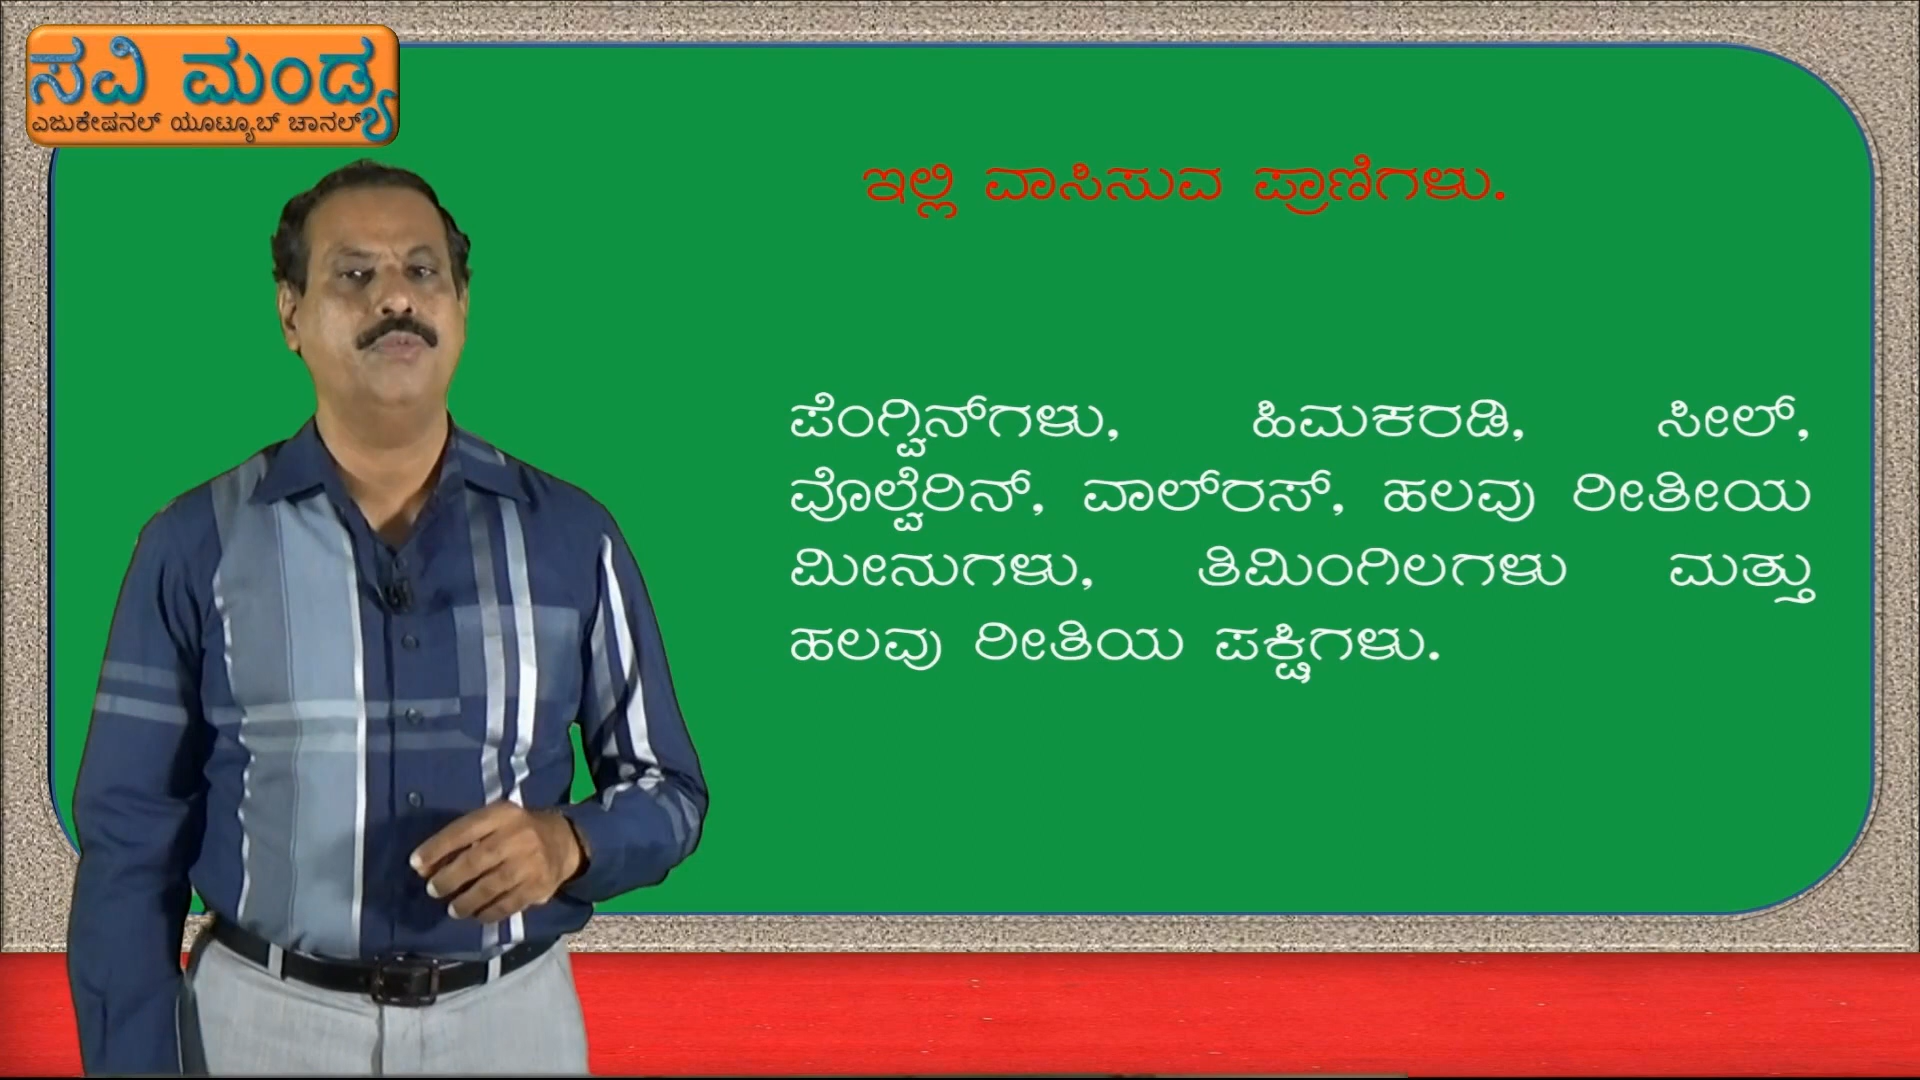 ಸವಿ ಮಂಡ್ಯ
ಎಜುಕೇಷನಲ್ ಯೂಟ್ಯೂಬ್ ಚಾನಲ್
ಇಲ್ಲಿ ವಾಸಿಸುವ ಪ್ರಾಣಿಗಳು.
ಪೆಂಗ್ವಿನ್‌ಗಳು, ಹಿಮಕರಡಿ, ಸೀಲ್,
ವೊಲ್ವೆರಿನ್, ವಾಲ್‌ರಸ್, ಹಲವು ರೀತೀಯ
ಮೀನುಗಳು, ತಿಮಿಂಗಿಲಗಳು ಮತ್ತು
ಹಲವು ರೀತಿಯ ಪಕ್ಷಿಗಳು.